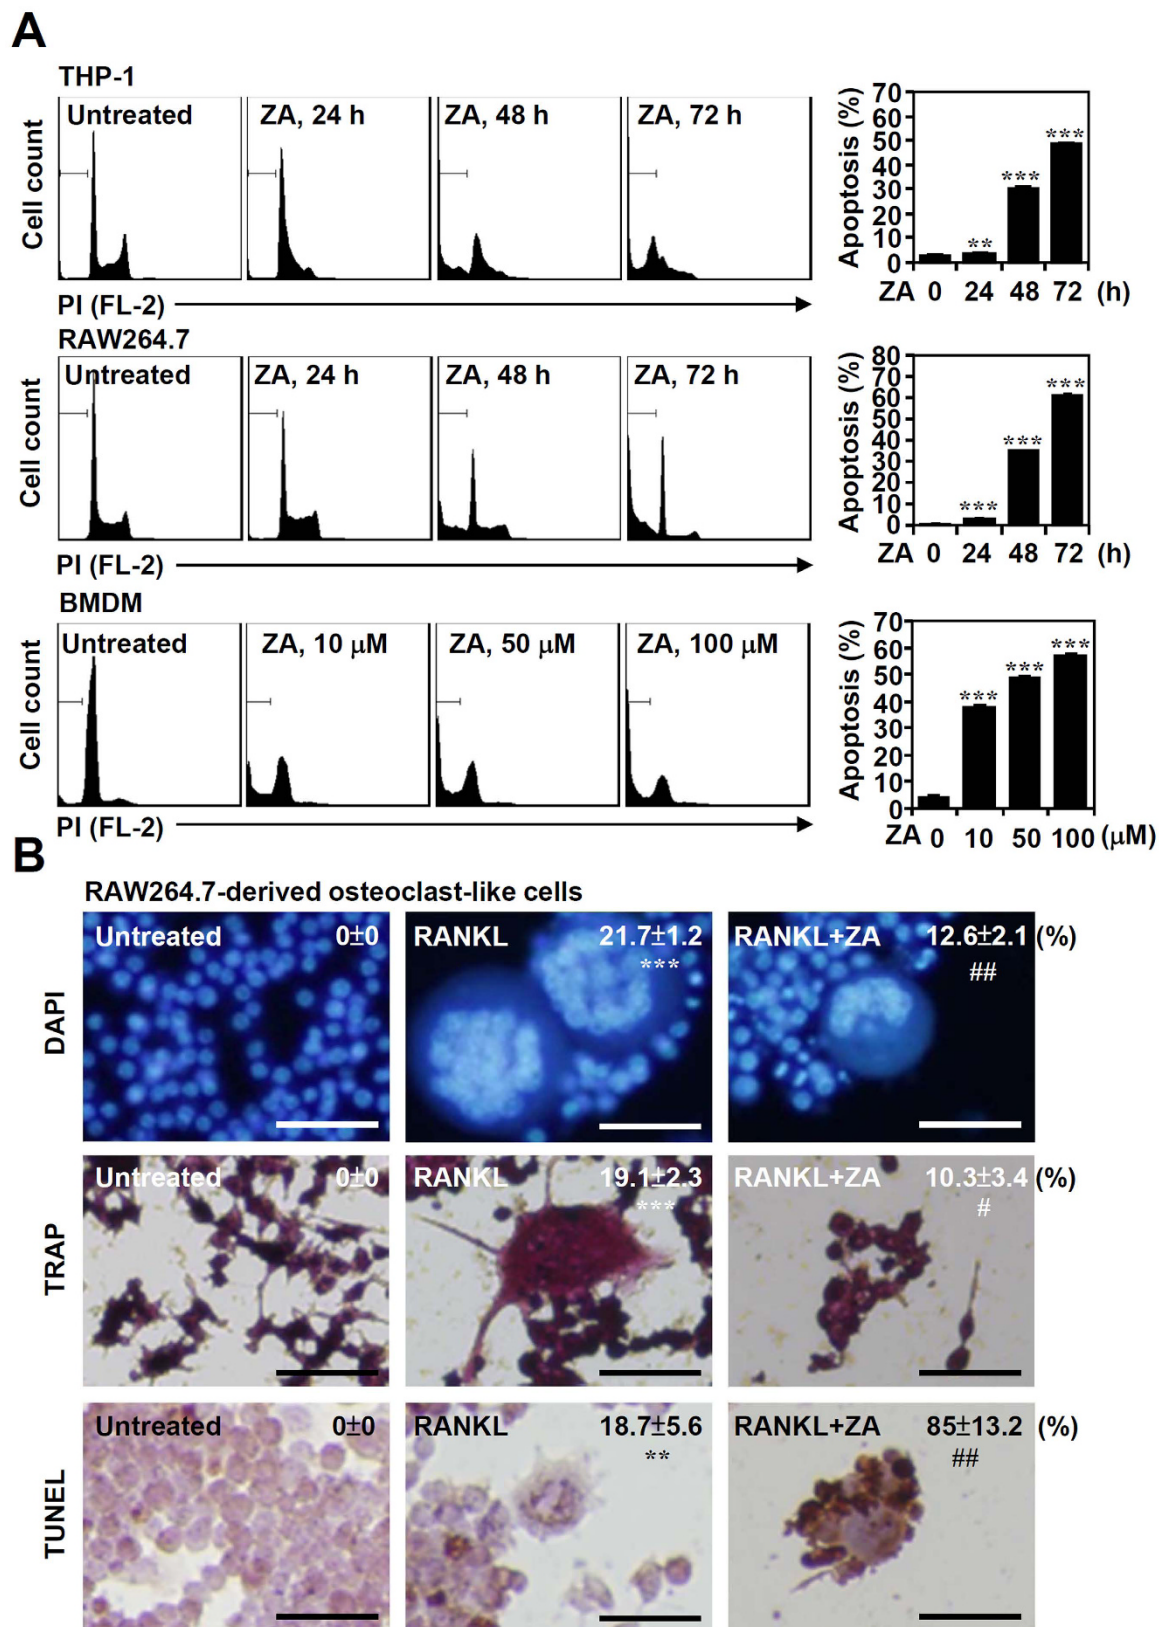 A
THP-1
Untreated
ZA, 24 h
ZA, 48 h
ZA, 72 h
Cell count
PI (FL-2)
Apoptosis (%)
70
60
50
40
30
20
10
0
**
***
***
ZA 0 24 48 72 (h)
RAW264.7
Untreated
ZA, 24 h
ZA, 48 h
ZA, 72 h
Cell count
PI (FL-2)
Apoptosis (%)
80
70
60
50
40
30
20
10
0
***
***
***
ZA 0 24 48 72 (h)
BMDM
Untreated
ZA, 10 μM
ZA, 50 μM
ZA, 100 μM
Cell count
PI (FL-2)
Apoptosis (%)
70
60
50
40
30
20
10
0
***
***
***
ZA 0 10 50 100 (μM)
B
RAW264.7-derived osteoclast-like cells
DAPI
Untreated 0±0
RANKL 21.7±1.2
***
RANKL+ZA 12.6±2.1 (%)
##
TRAP
Untreated 0±0
RANKL 19.1±2.3
***
RANKL+ZA 10.3±3.4 (%)
#
TUNEL
Untreated 0±0
RANKL 18.7±5.6
**
RANKL+ZA 85±13.2 (%)
##